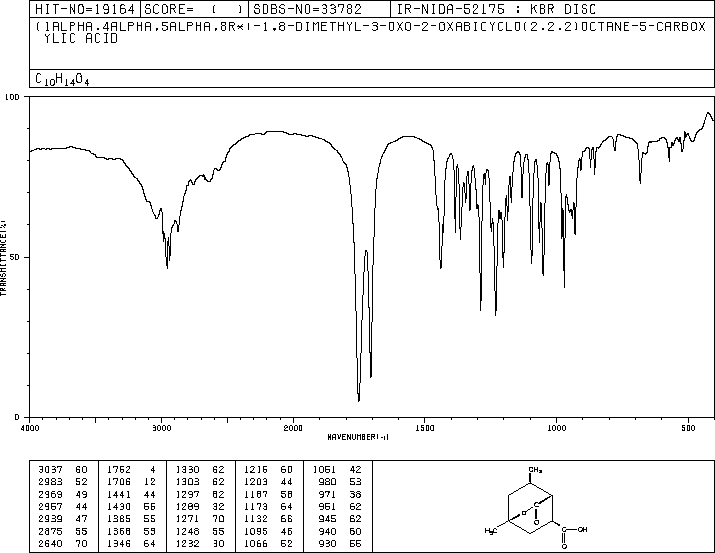 HIT-NO=19164 SCORE= ( ) SDBS-NO=33782 IR-NIDA-52175 : KBR DISC
(1ALPHA,4ALPHA,5ALPHA,8R*)-1,8-DIMETHYL-3-OXO-2-OXABICYCLO(2.2.2)OCTANE-5-CARBOX
YLIC ACID
C10H14O4
100
50
0
TRANSMITTANCE(%)
4000 3000 2000 1500 1000 500
WAVENUMBER(-1)
3037 60 1752 4 1330 62 1216 60 1051 42
2983 52 1706 12 1303 62 1203 44 980 53
2969 49 1441 44 1297 62 1187 58 971 38
2957 44 1430 55 1289 32 1173 64 951 62
2939 47 1385 55 1271 70 1132 66 945 62
2875 55 1368 59 1248 55 1095 46 940 60
2640 70 1346 64 1232 30 1066 52 930 55
CH3
O C
O
H3C
C OH
O